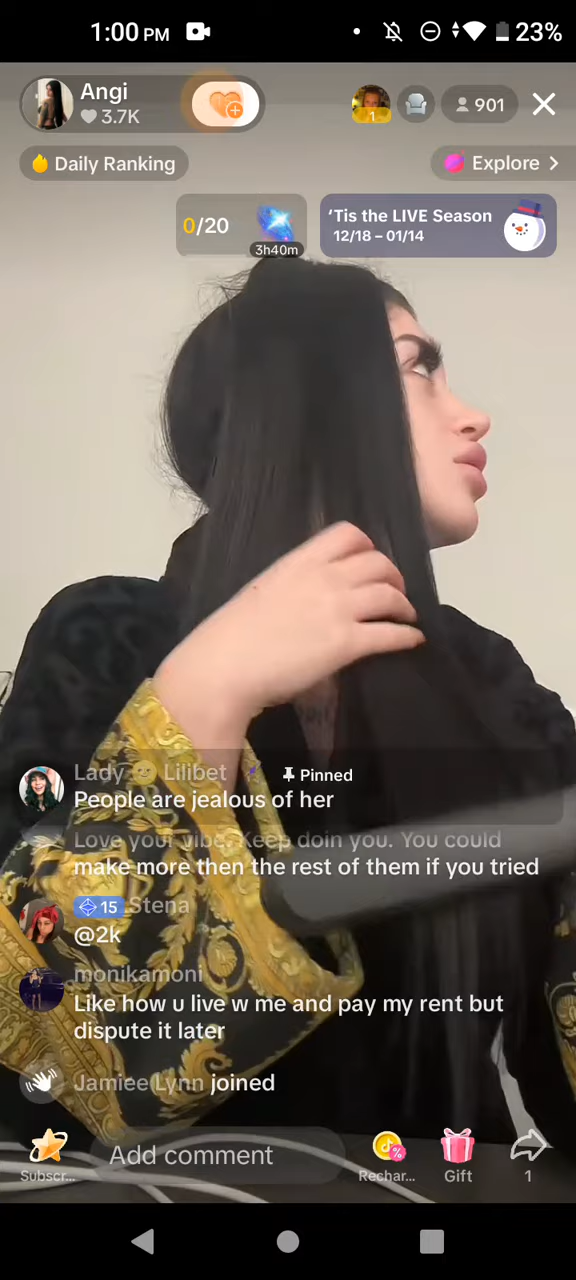 1:00 PM
23%
Angi
3.7K
1
901
Daily Ranking
Explore >
0/20
3h40m
'Tis the LIVE Season
12/18 – 01/14
Lady Lilibet
Pinned
People are jealous of her
Love your vibe. Keep doin you. You could
make more then the rest of them if you tried
15 Stena
@2k
monikamoni
Like how u live w me and pay my rent but
dispute it later
Jamiee Lynn joined
Add comment
Subscr...
Rechar...
Gift
1